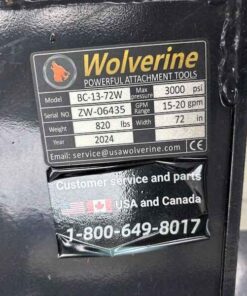 Wolverine
POWERFUL ATTACHMENT TOOLS
Model BC-13-72W Max pressure 3000 psi
Serial NO. ZW-06435 GPM Range 15-20 gpm
Weight 820 lbs Width 72 in
Year 2024
Email: service@usawolverine.com
Customer service and parts
USA and Canada
1-800-649-8017